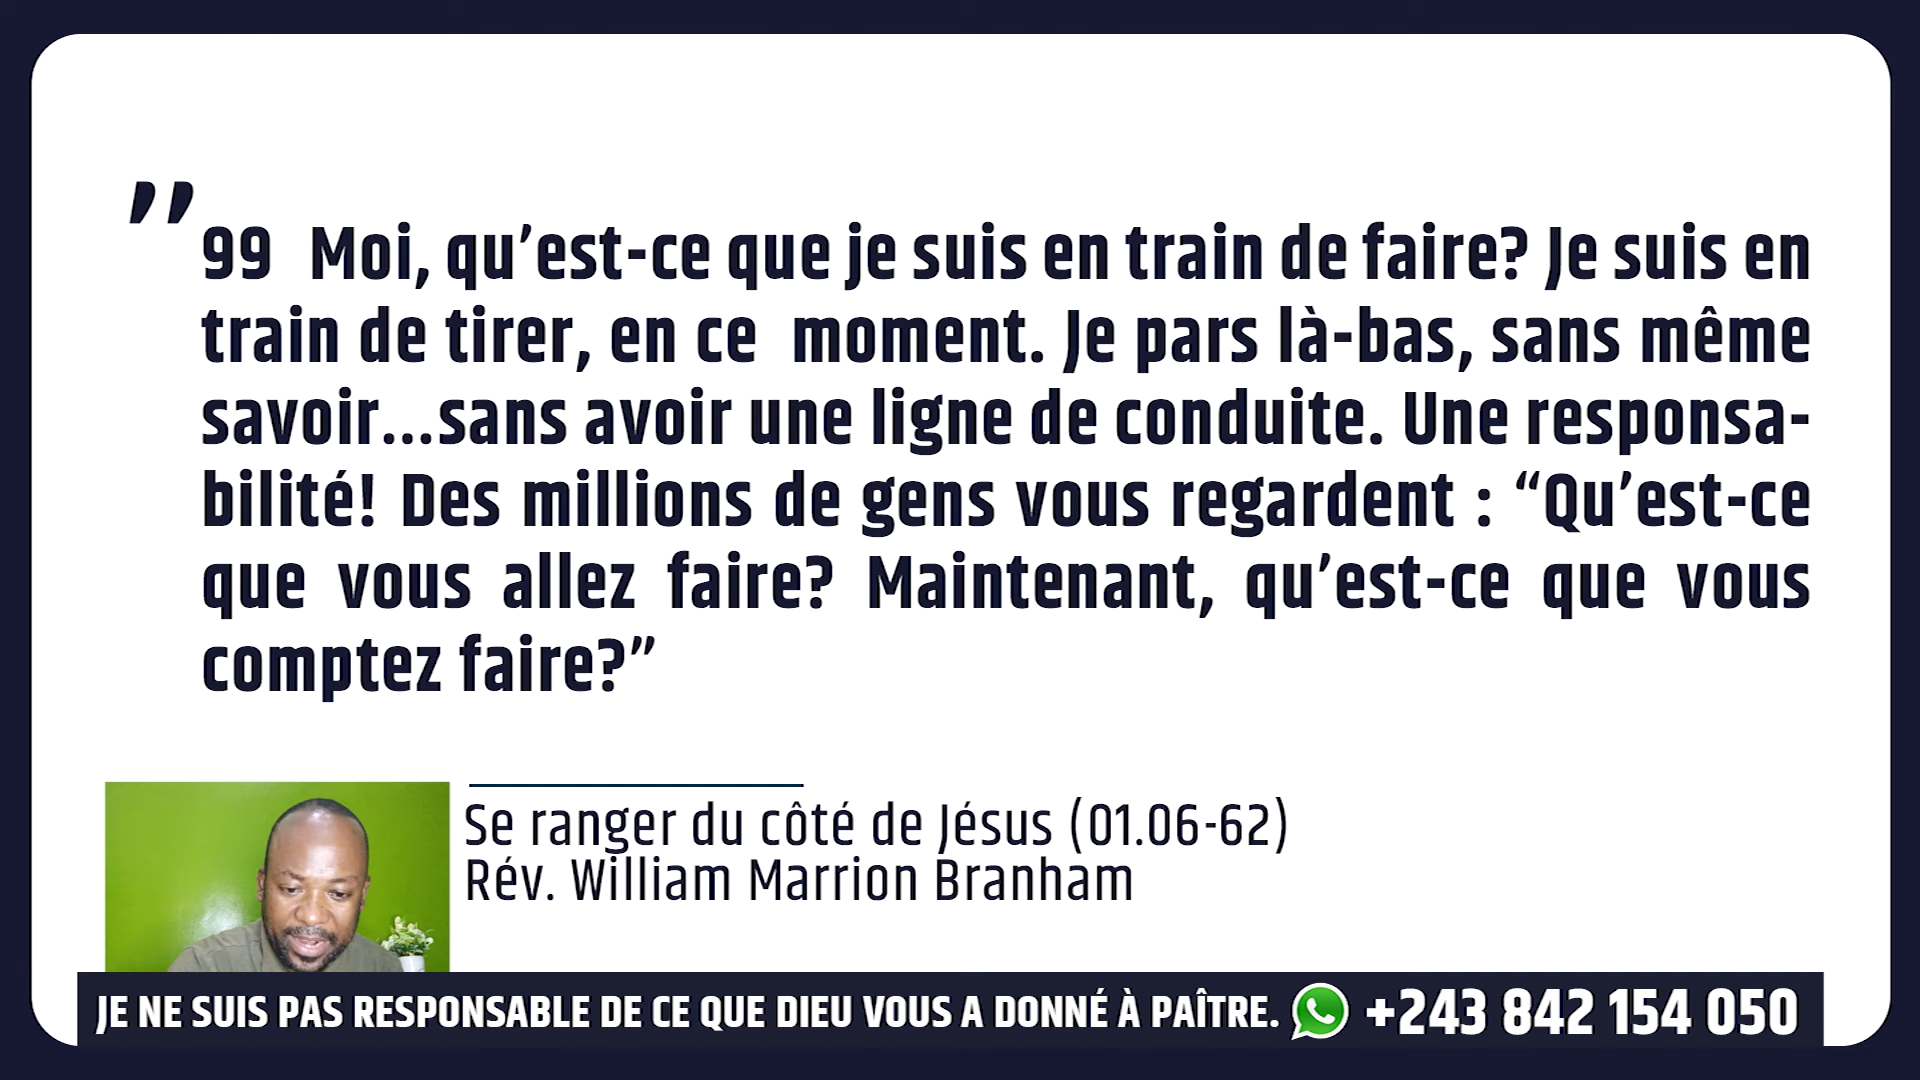 ”
99 Moi, qu’est-ce que je suis en train de faire? Je suis en
train de tirer, en ce moment. Je pars là-bas, sans même
savoir...sans avoir une ligne de conduite. Une responsa-
bilité! Des millions de gens vous regardent : “Qu’est-ce
que vous allez faire? Maintenant, qu’est-ce que vous
comptez faire?”
Se ranger du côté de Jésus (01.06-62)
Rév. William Marrion Branham
JE NE SUIS PAS RESPONSABLE DE CE QUE DIEU VOUS A DONNÉ À PAÎTRE. +243 842 154 050